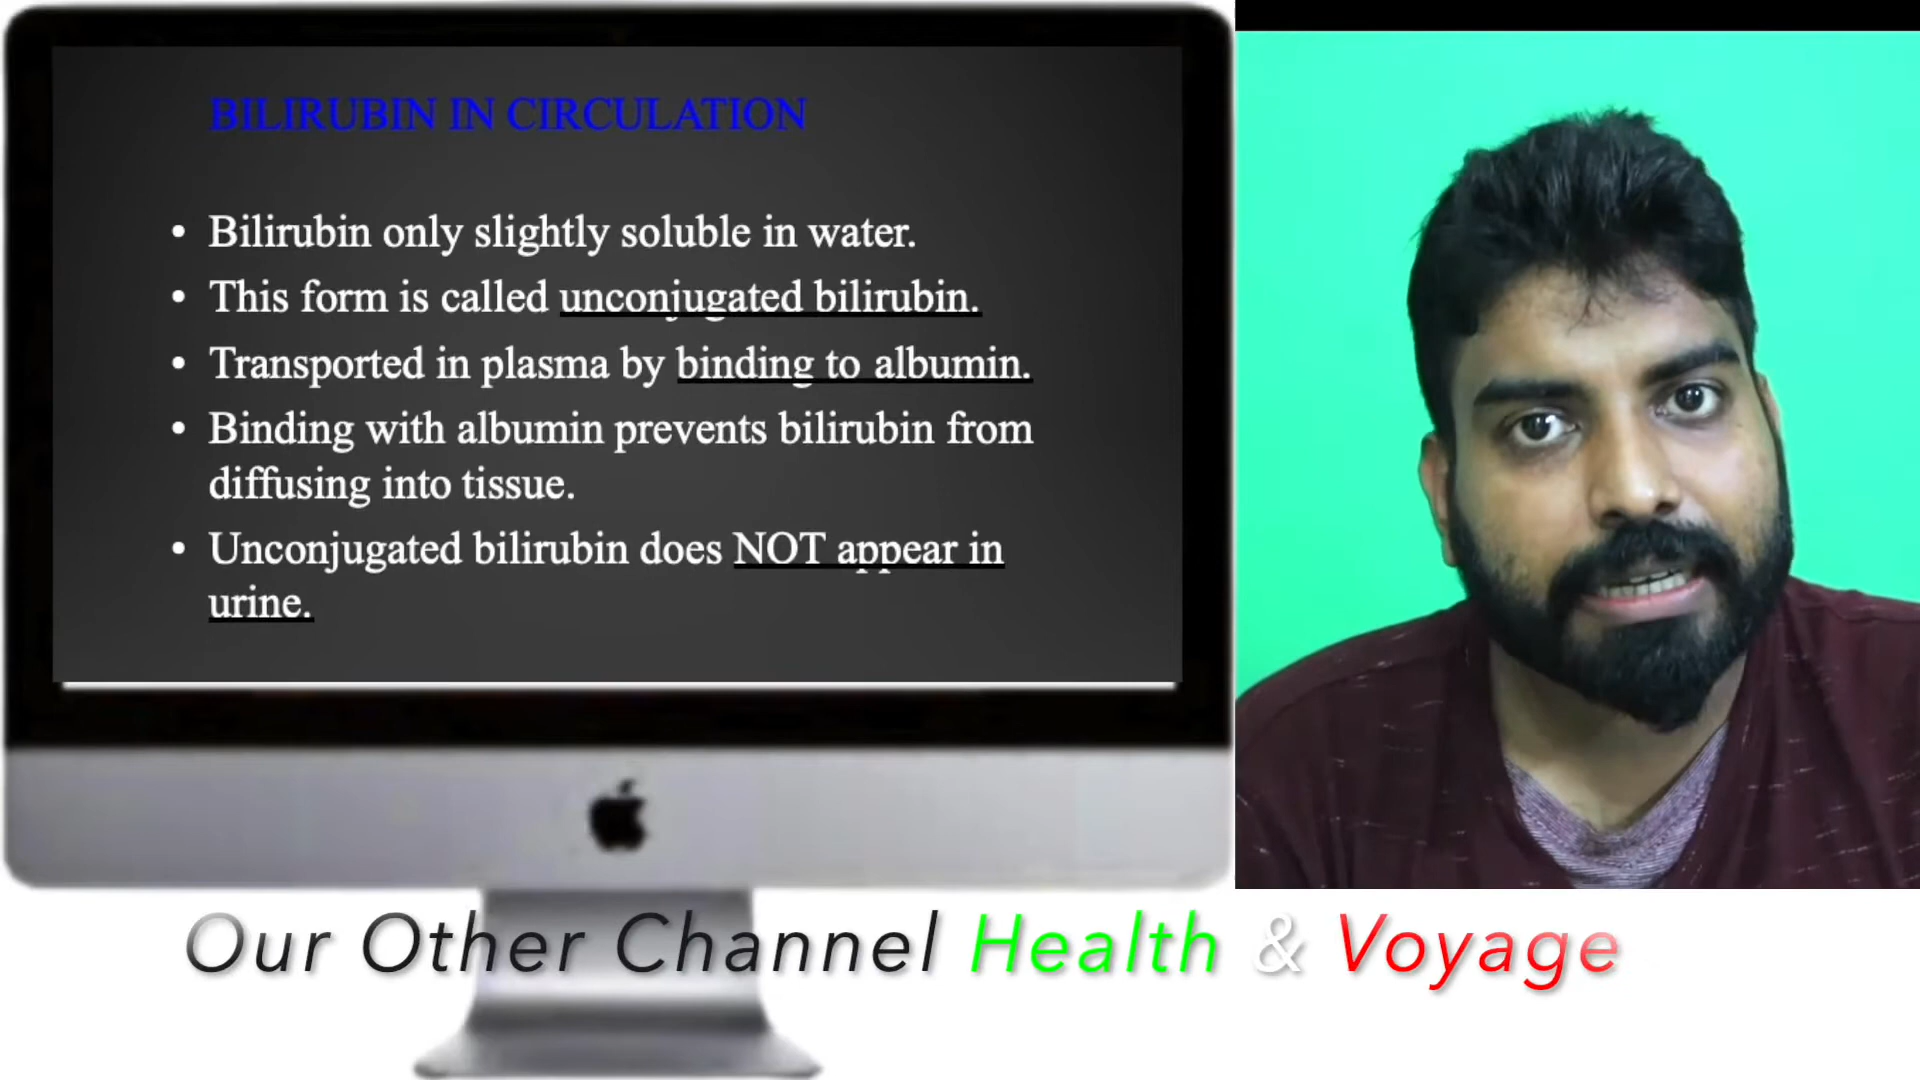 BILIRUBIN IN CIRCULATION
• Bilirubin only slightly soluble in water.
• This form is called unconjugated bilirubin.
• Transported in plasma by binding to albumin.
• Binding with albumin prevents bilirubin from
diffusing into tissue.
• Unconjugated bilirubin does NOT appear in
urine.
Our Other Channel Health & Voyage